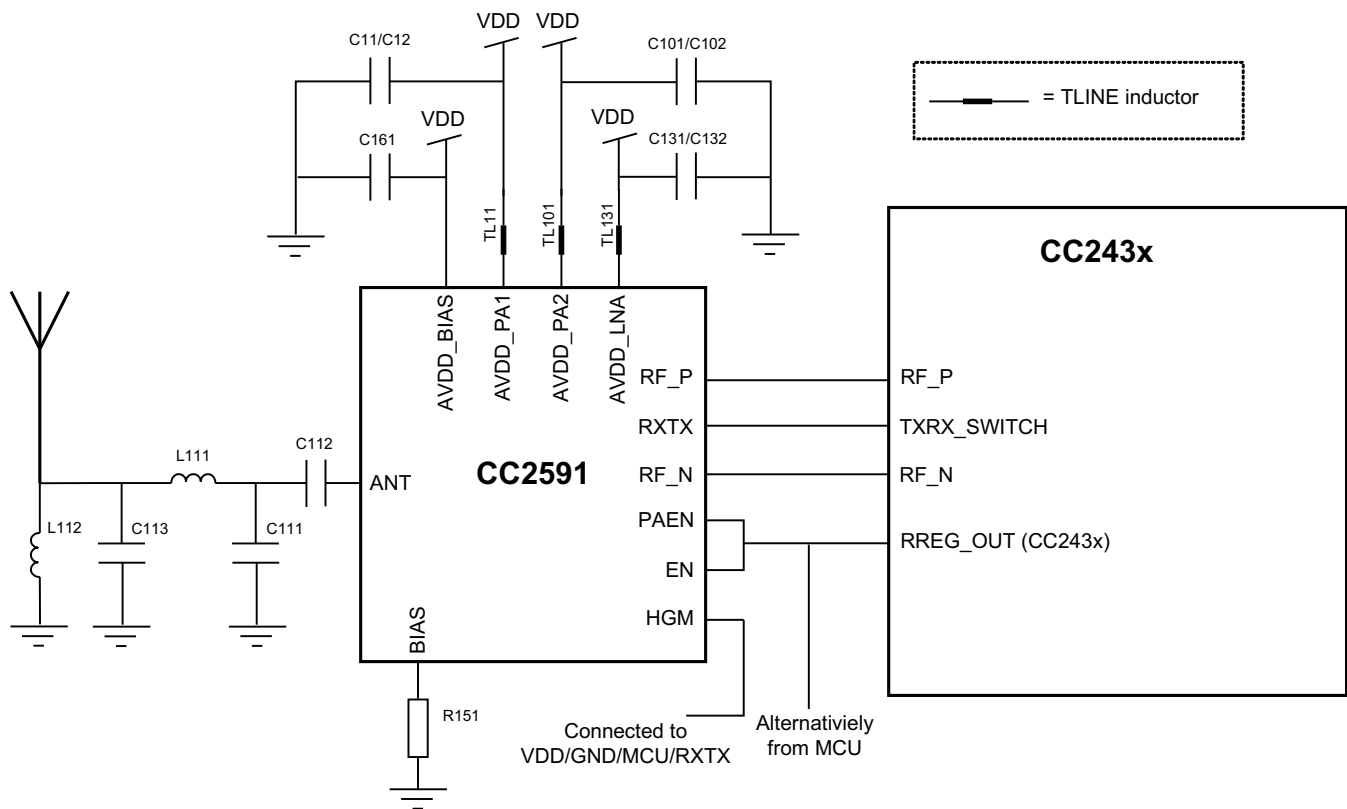 VDD
VDD
C11/C12
C101/C102
= TLINE inductor
VDD
VDD
C161
C131/C132
TL11
TL101
TL131
CC243x
AVDD_BIAS
AVDD_PA1
AVDD_PA2
AVDD_LNA
RF_P
RF_P
RXTX
TXRX_SWITCH
C112
L111
ANT
CC2591
RF_N
RF_N
L112
C113
C111
PAEN
RREG_OUT (CC243x)
EN
BIAS
HGM
R151
Connected to
VDD/GND/MCU/RXTX
Alternativiely
from MCU